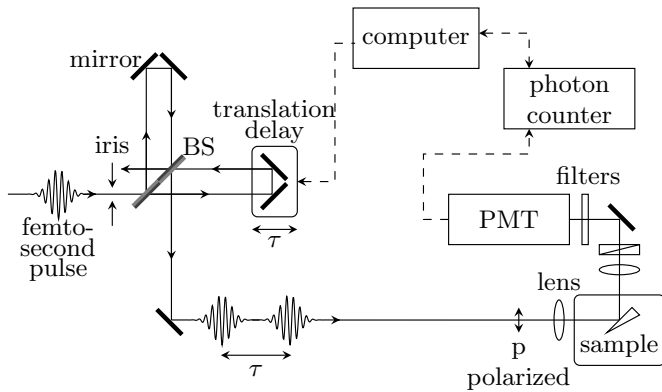 computer
mirror
photon
counter
translation
delay
iris
BS
filters
PMT
femto-
second
pulse
τ
lens
τ
p
polarized
sample